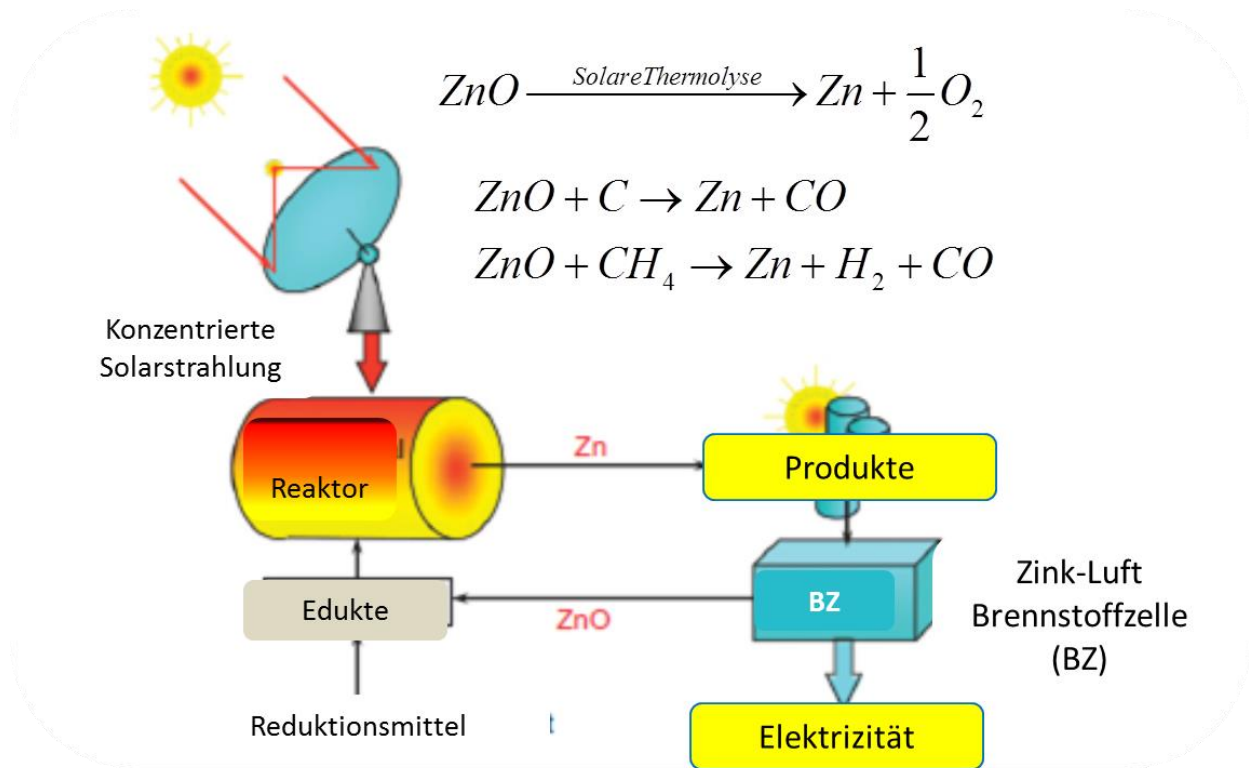 ZnO —SolareThermolyse→ Zn + 1/2 O₂
ZnO + C → Zn + CO
ZnO + CH₄ → Zn + H₂ + CO
Konzentrierte
Solarstrahlung
Zn
Produkte
Reaktor
Edukte
ZnO
BZ
Zink-Luft
Brennstoffzelle
(BZ)
Reduktionsmittel
Elektrizität